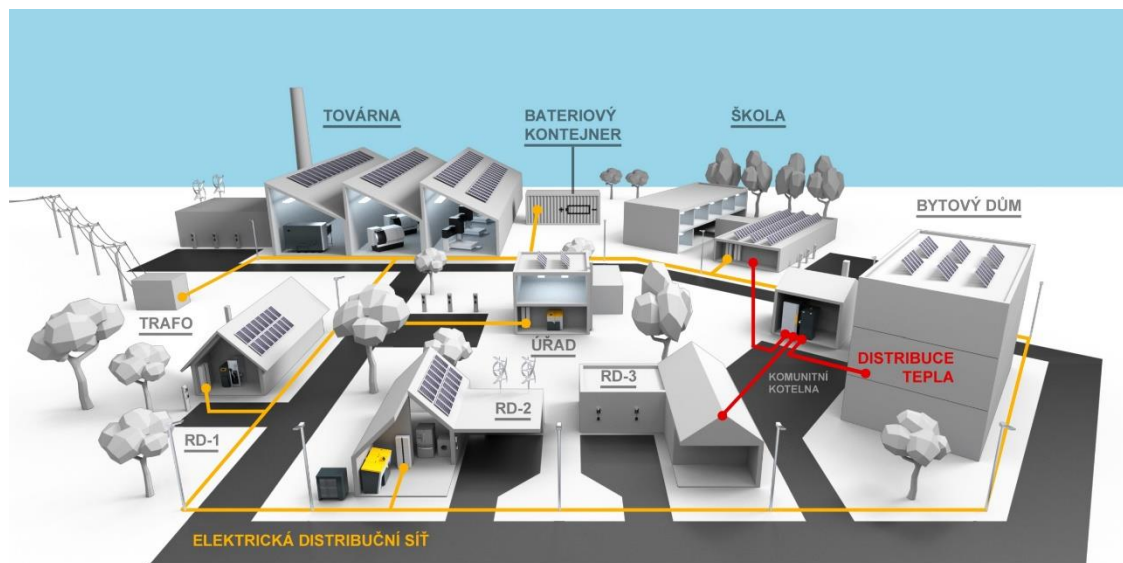 TOVÁRNA
BATERIOVÝ
KONTEJNER
ŠKOLA
BYTOVÝ DŮM
TRAFO
ÚŘAD
DISTRIBUCE
TEPLA
KOMUNITNÍ
KOTELNA
RD-3
RD-2
RD-1
ELEKTRICKÁ DISTRIBUČNÍ SÍŤ